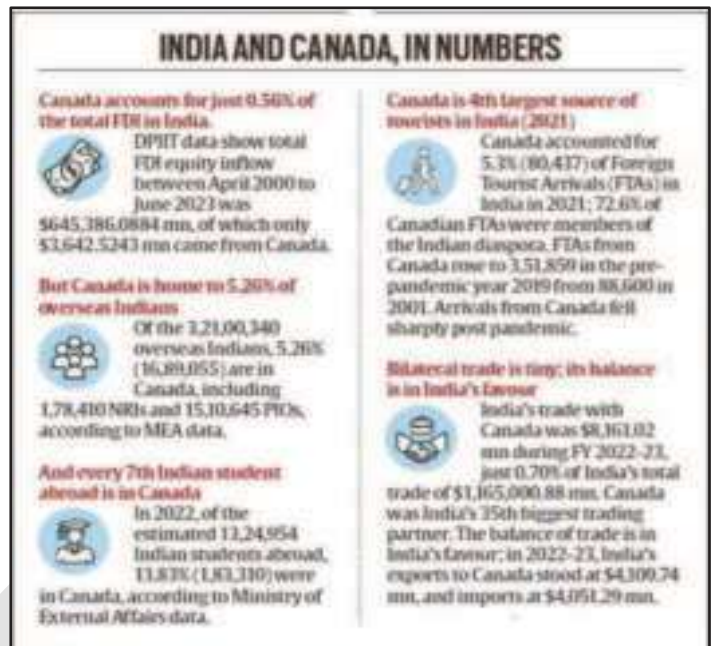 INDIA AND CANADA, IN NUMBERS
Canada accounts for just 0.56% of
the total FDI in India.
DPIIT data show total
FDI equity inflow
between April 2000 to
June 2023 was
$645,386.0884 mn, of which only
$3,642.5243 mn came from Canada.
But Canada is home to 5.26% of
overseas Indians
Of the 3,21,00,340
overseas Indians, 5.26%
(16,89,055) are in
Canada, including
1,78,410 NRIs and 15,10,645 PIOs,
according to MEA data.
And every 7th Indian student
abroad is in Canada
In 2022, of the
estimated 13,24,954
Indian students abroad,
13.83% (1,83,310) were
in Canada, according to Ministry of
External Affairs data.
Canada is 4th largest source of
tourists in India (2021)
Canada accounted for
5.3% (80,437) of Foreign
Tourist Arrivals (FTAs) in
India in 2021; 72.6% of
Canadian FTAs were members of
the Indian diaspora. FTAs from
Canada rose to 3,51,859 in the pre-
pandemic year 2019 from 88,600 in
2001. Arrivals from Canada fell
sharply post pandemic.
Bilateral trade is tiny; its balance
is in India's favour
India's trade with
Canada was $8,161.02
mn during FY 2022-23,
just 0.70% of India's total
trade of $1,165,000.88 mn. Canada
was India's 35th biggest trading
partner. The balance of trade is in
India's favour; in 2022-23, India's
exports to Canada stood at $4,109.74
mn, and imports at $4,051.29 mn.